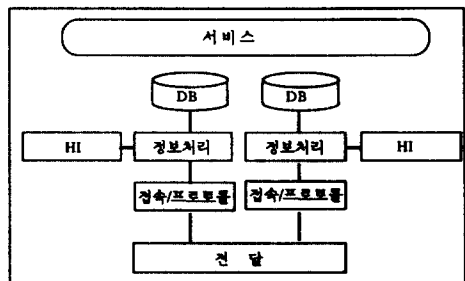 서 비 스
DB DB
HI 정보처리 정보처리 HI
접속/프로토콜 접속/프로토콜
전 달